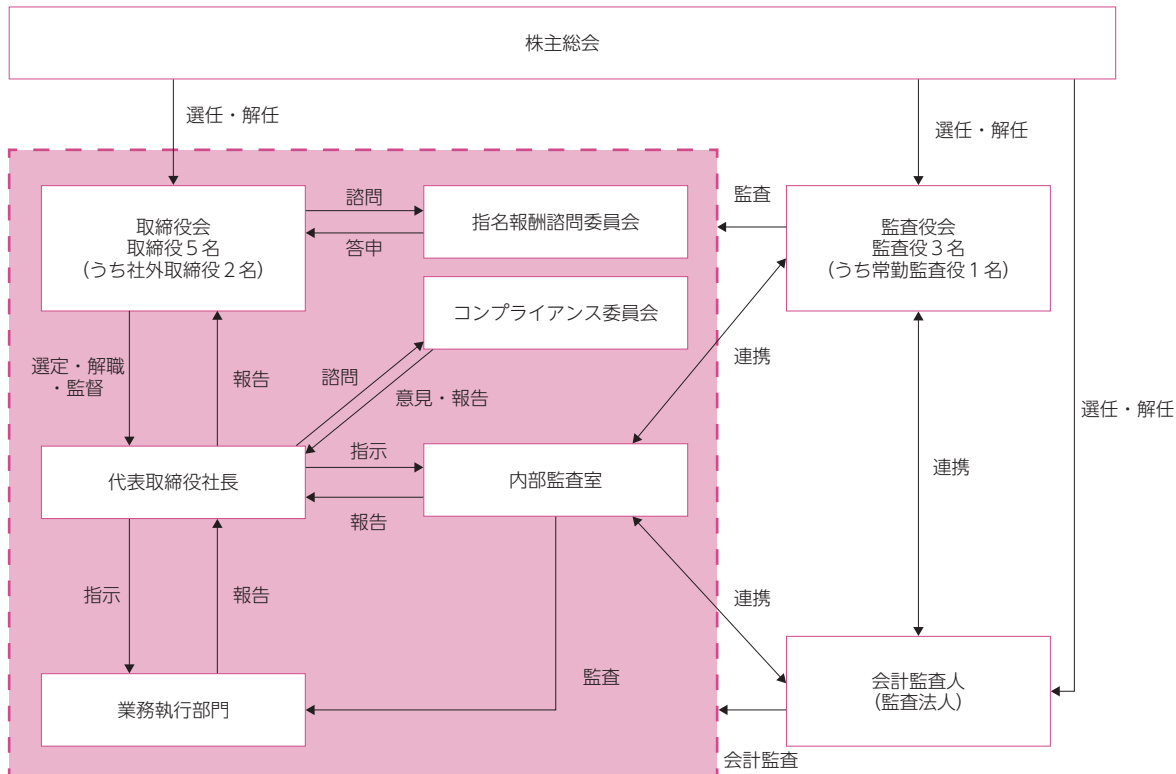 株主総会
選任・解任
選任・解任
取締役会
取締役５名
（うち社外取締役２名）
諮問
答申
指名報酬諮問委員会
監査
監査役会
監査役３名
（うち常勤監査役１名）
コンプライアンス委員会
選定・解職
・監督
報告
諮問
意見・報告
連携
選任・解任
代表取締役社長
指示
報告
内部監査室
連携
指示
報告
連携
監査
業務執行部門
会計監査人
（監査法人）
会計監査